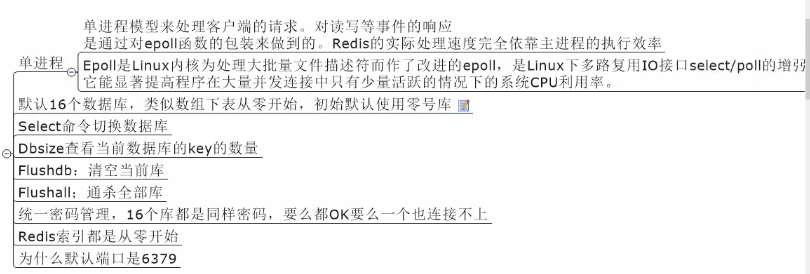 单进程模型来处理客户端的请求。对读写等事件的响应
是通过对epoll函数的包装来做到的。Redis的实际处理速度完全依靠主进程的执行效率
单进程
Epoll是Linux内核为处理大批量文件描述符而作了改进的epoll，是Linux下多路复用IO接口select/poll的增强
它能显著提高程序在大量并发连接中只有少量活跃的情况下的系统CPU利用率。
默认16个数据库，类似数组下表从零开始，初始默认使用零号库
Select命令切换数据库
Dbsize查看当前数据库的key的数量
Flushdb：清空当前库
Flushall；通杀全部库
统一密码管理，16个库都是同样密码，要么都OK要么一个也连接不上
Redis索引都是从零开始
为什么默认端口是6379